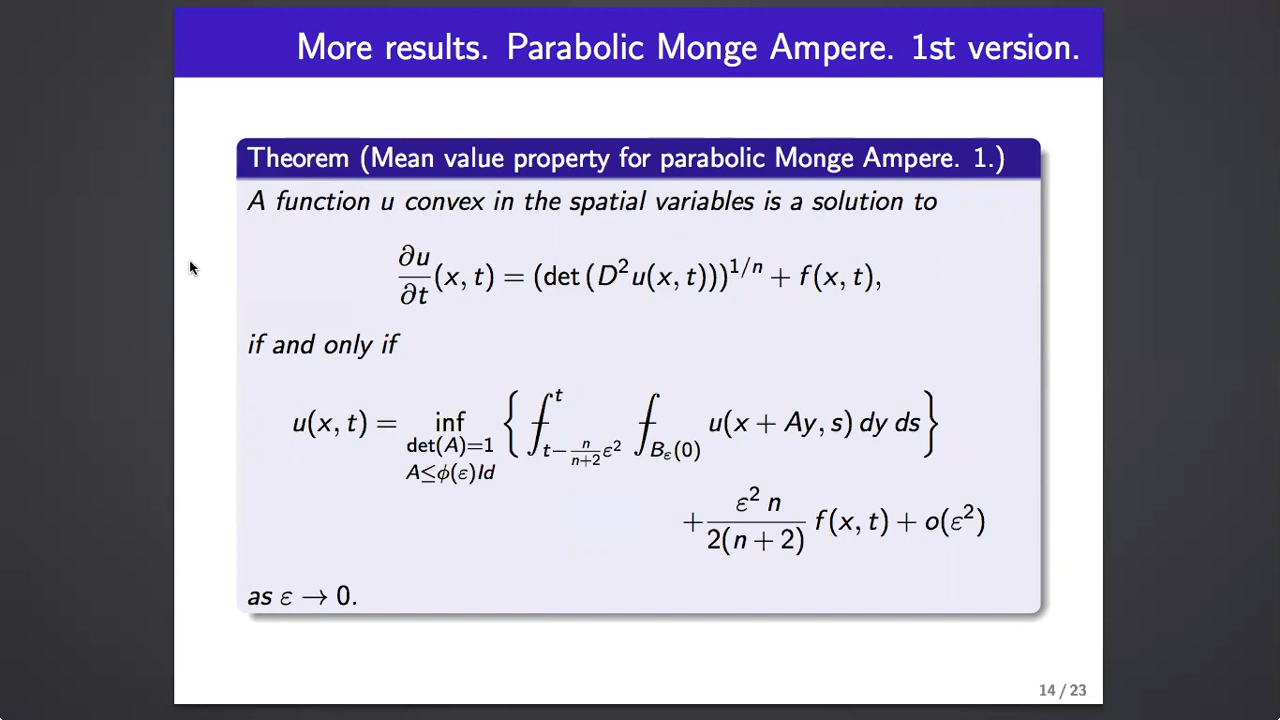 More results. Parabolic Monge Ampere. 1st version.
Theorem (Mean value property for parabolic Monge Ampere. 1.)
A function u convex in the spatial variables is a solution to
∂u/∂t (x, t) = (det (D²u(x, t)))^{1/n} + f(x, t),
if and only if
u(x, t) = inf_{det(A)=1, A≤ϕ(ε)Id} { ⨍_{t− n/(n+2) ε²}^{t} ⨍_{B_ε(0)} u(x + Ay, s) dy ds }
+ ε² n / 2(n + 2) f(x, t) + o(ε²)
as ε → 0.
14 / 23